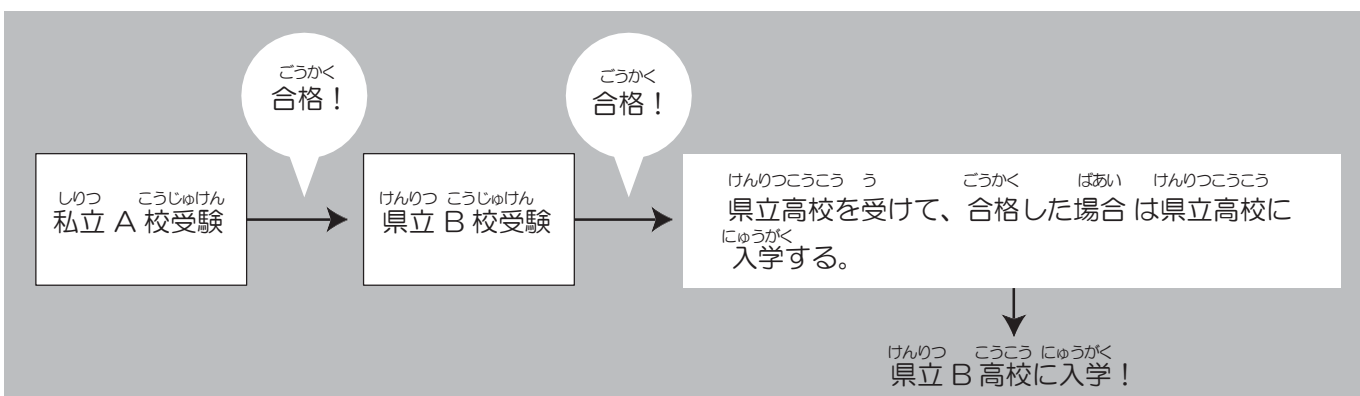 ごうかく
合格！
ごうかく
合格！
しりつ こうじゅけん
私立 A 校受験
けんりつ こうじゅけん
県立 B 校受験
けんりつこうこう う ごうかく ばあい けんりつこうこう
県立高校を受けて、合格した場合 は県立高校に
にゅうがく
入学する。
けんりつ こうこう にゅうがく
県立 B 高校に入学！